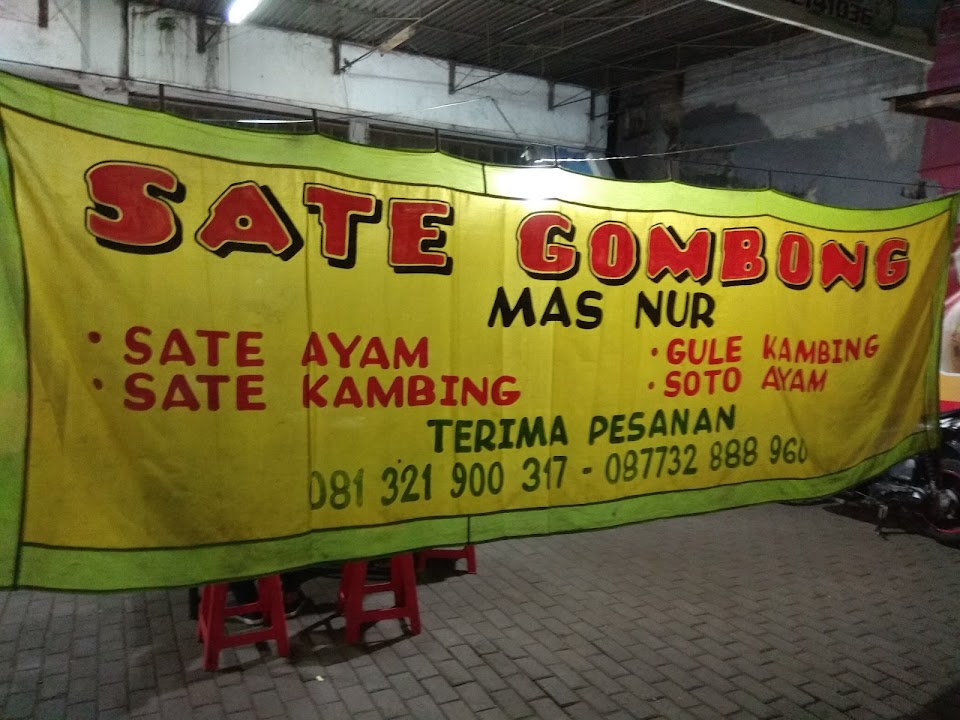 SATE GOMBONG
MAS NUR
• SATE AYAM
• SATE KAMBING
• GULE KAMBING
• SOTO AYAM
TERIMA PESANAN
081 321 900 317 - 087732 888 960